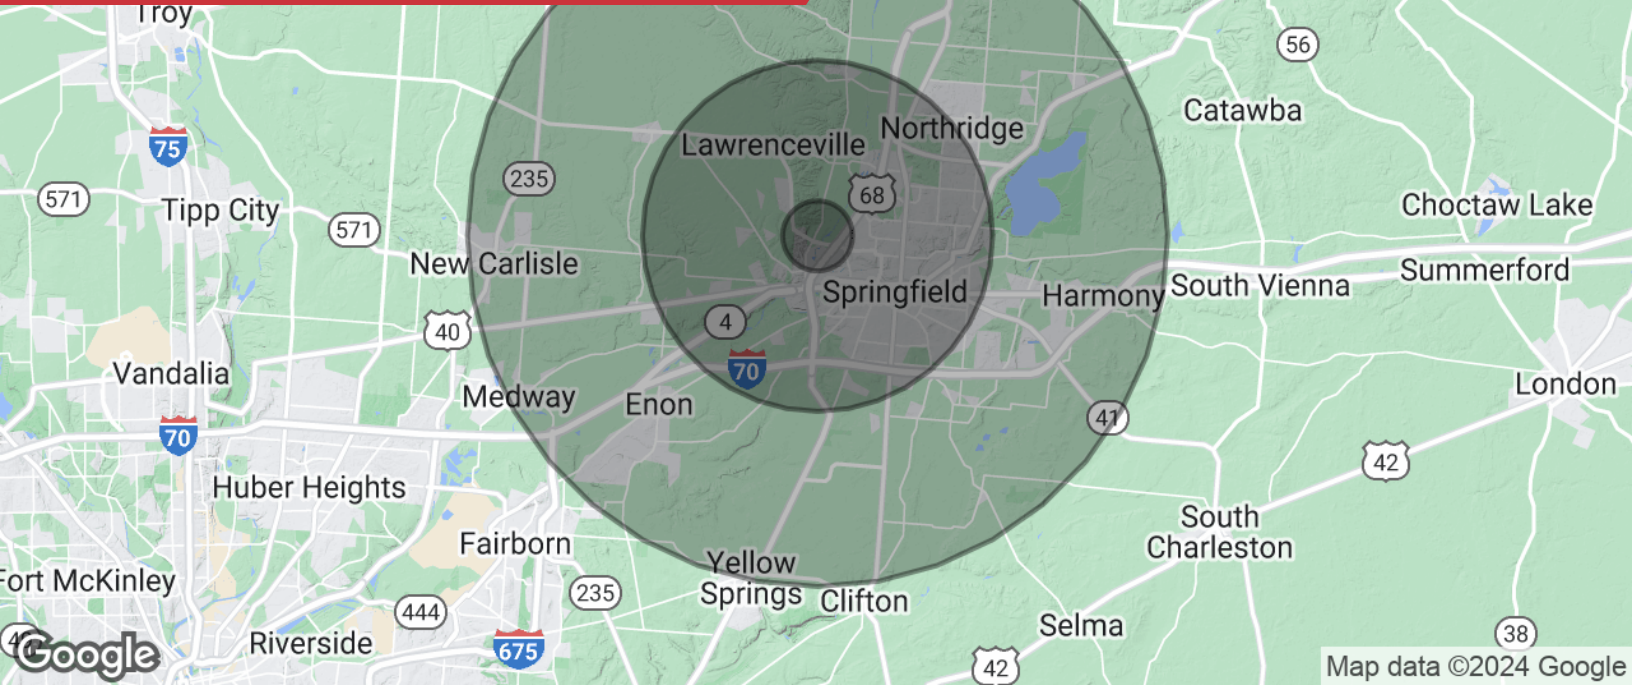 Troy
56
Catawba
Northridge
Lawrenceville
75
235
68
571
Tipp City
571
Choctaw Lake
New Carlisle
Summerford
South Vienna
Springfield
Harmony
4
40
70
Vandalia
London
Medway
Enon
41
70
42
Huber Heights
South
Charleston
Fairborn
Yellow
Springs
Clifton
Fort McKinley
235
444
Selma
38
Riverside
675
42
Google
Map data ©2024 Google